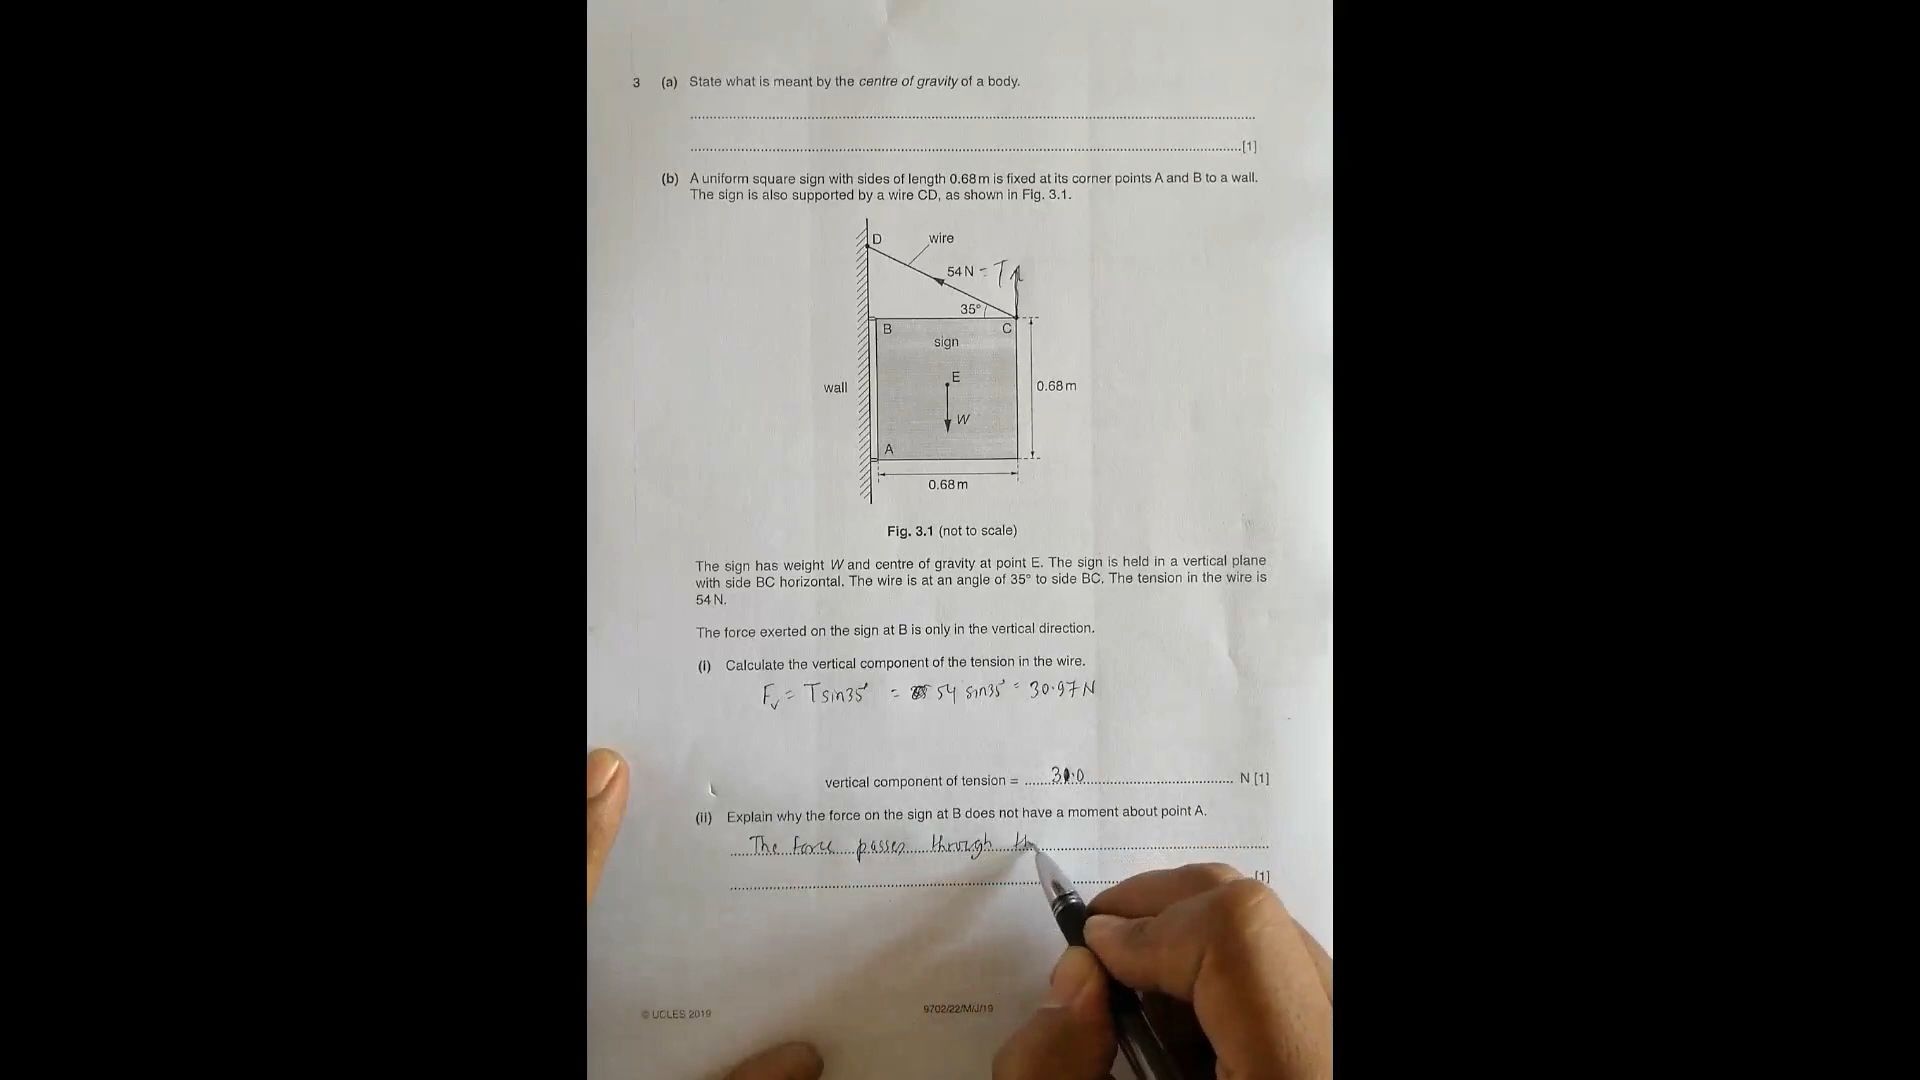 3 (a) State what is meant by the centre of gravity of a body.
[1]
(b) A uniform square sign with sides of length 0.68 m is fixed at its corner points A and B to a wall.
The sign is also supported by a wire CD, as shown in Fig. 3.1.
D wire
54 N = T
35°
B C
sign
E
wall 0.68 m
W
A
0.68 m
Fig. 3.1 (not to scale)
The sign has weight W and centre of gravity at point E. The sign is held in a vertical plane
with side BC horizontal. The wire is at an angle of 35° to side BC. The tension in the wire is
54 N.
The force exerted on the sign at B is only in the vertical direction.
(i) Calculate the vertical component of the tension in the wire.
Fv = T sin35° = 54 sin35° = 30.97 N
vertical component of tension = 31.0 N [1]
(ii) Explain why the force on the sign at B does not have a moment about point A.
The force passes through th
[1]
© UCLES 2019 9702/22/M/J/19